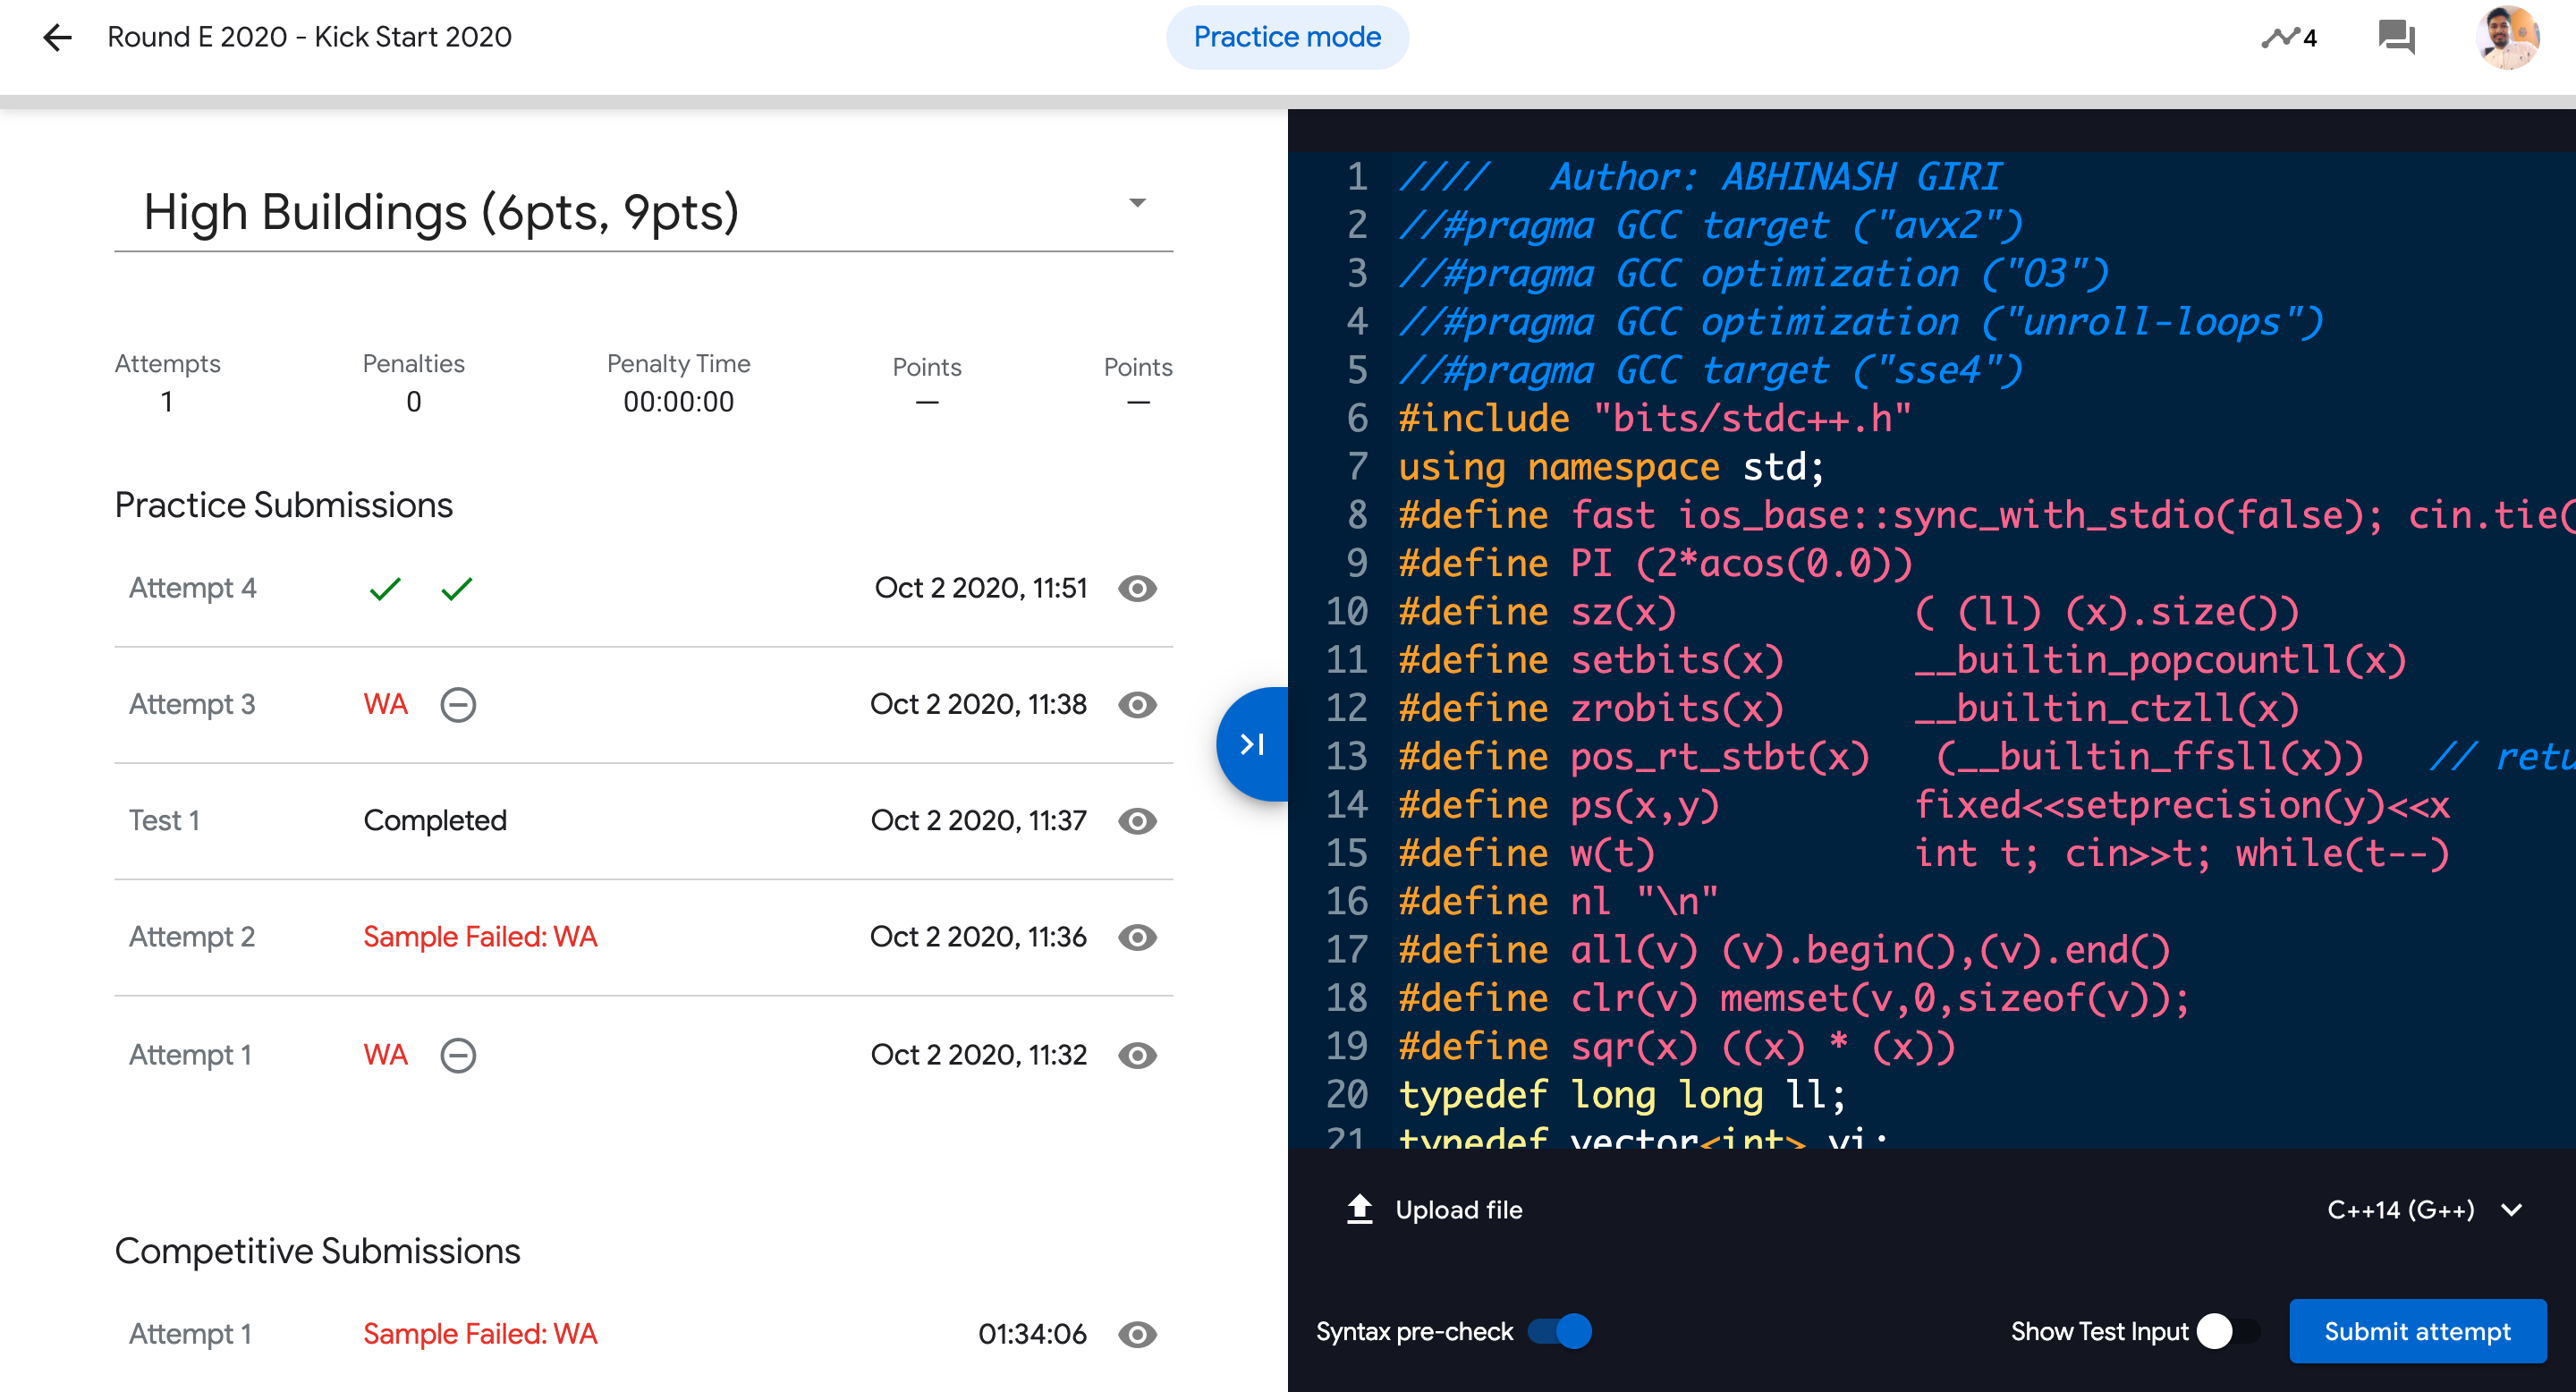 Round E 2020 - Kick Start 2020
Practice mode
4
High Buildings (6pts, 9pts)
Attempts Penalties Penalty Time Points Points
1 0 00:00:00 — —
Practice Submissions
Attempt 4 Oct 2 2020, 11:51
Attempt 3 WA Oct 2 2020, 11:38
Test 1 Completed Oct 2 2020, 11:37
Attempt 2 Sample Failed: WA Oct 2 2020, 11:36
Attempt 1 WA Oct 2 2020, 11:32
Competitive Submissions
Attempt 1 Sample Failed: WA 01:34:06
1 //// Author: ABHINASH GIRI
2 //#pragma GCC target ("avx2")
3 //#pragma GCC optimization ("O3")
4 //#pragma GCC optimization ("unroll-loops")
5 //#pragma GCC target ("sse4")
6 #include "bits/stdc++.h"
7 using namespace std;
8 #define fast ios_base::sync_with_stdio(false); cin.tie(
9 #define PI (2*acos(0.0))
10 #define sz(x) ( (ll) (x).size())
11 #define setbits(x) __builtin_popcountll(x)
12 #define zrobits(x) __builtin_ctzll(x)
13 #define pos_rt_stbt(x) (__builtin_ffsll(x)) // retu
14 #define ps(x,y) fixed<<setprecision(y)<<x
15 #define w(t) int t; cin>>t; while(t--)
16 #define nl "\n"
17 #define all(v) (v).begin(),(v).end()
18 #define clr(v) memset(v,0,sizeof(v));
19 #define sqr(x) ((x) * (x))
20 typedef long long ll;
21 typedef vector<int> vi;
Upload file
C++14 (G++)
Syntax pre-check
Show Test Input
Submit attempt